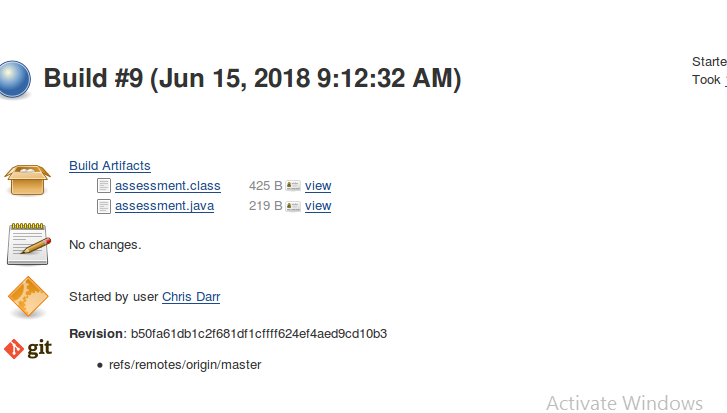 Build #9 (Jun 15, 2018 9:12:32 AM)
Starte
Took
Build Artifacts
assessment.class 425 B view
assessment.java 219 B view
No changes.
Started by user Chris Darr
Revision: b50fa61db1c2f681df1cffff624ef4aed9cd10b3
git
refs/remotes/origin/master
Activate Windows